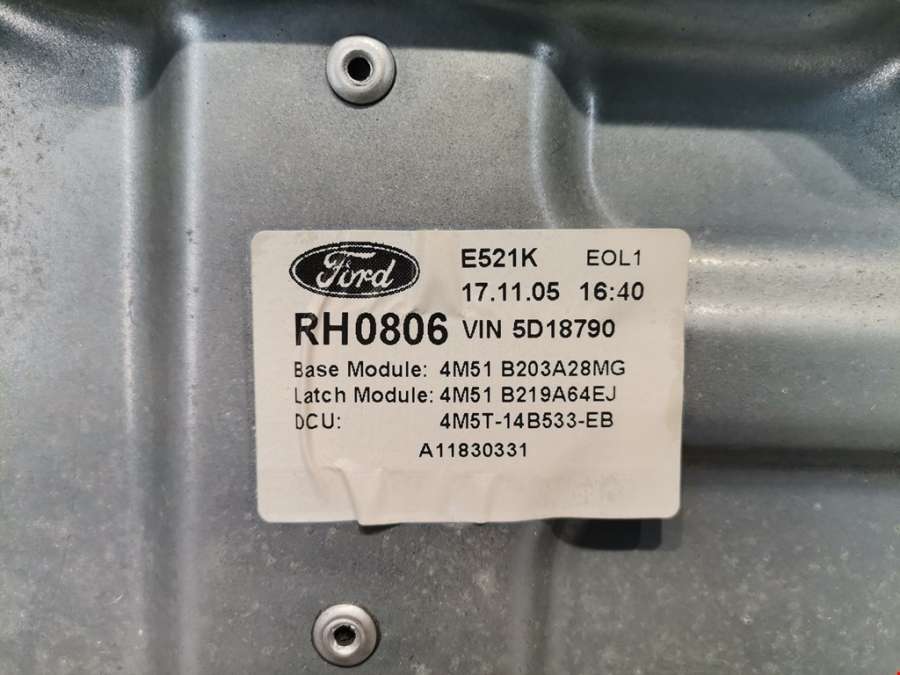 Ford
E521K EOL1
17.11.05 16:40
RH0806 VIN 5D18790
Base Module: 4M51 B203A28MG
Latch Module: 4M51 B219A64EJ
DCU: 4M5T-14B533-EB
A11830331